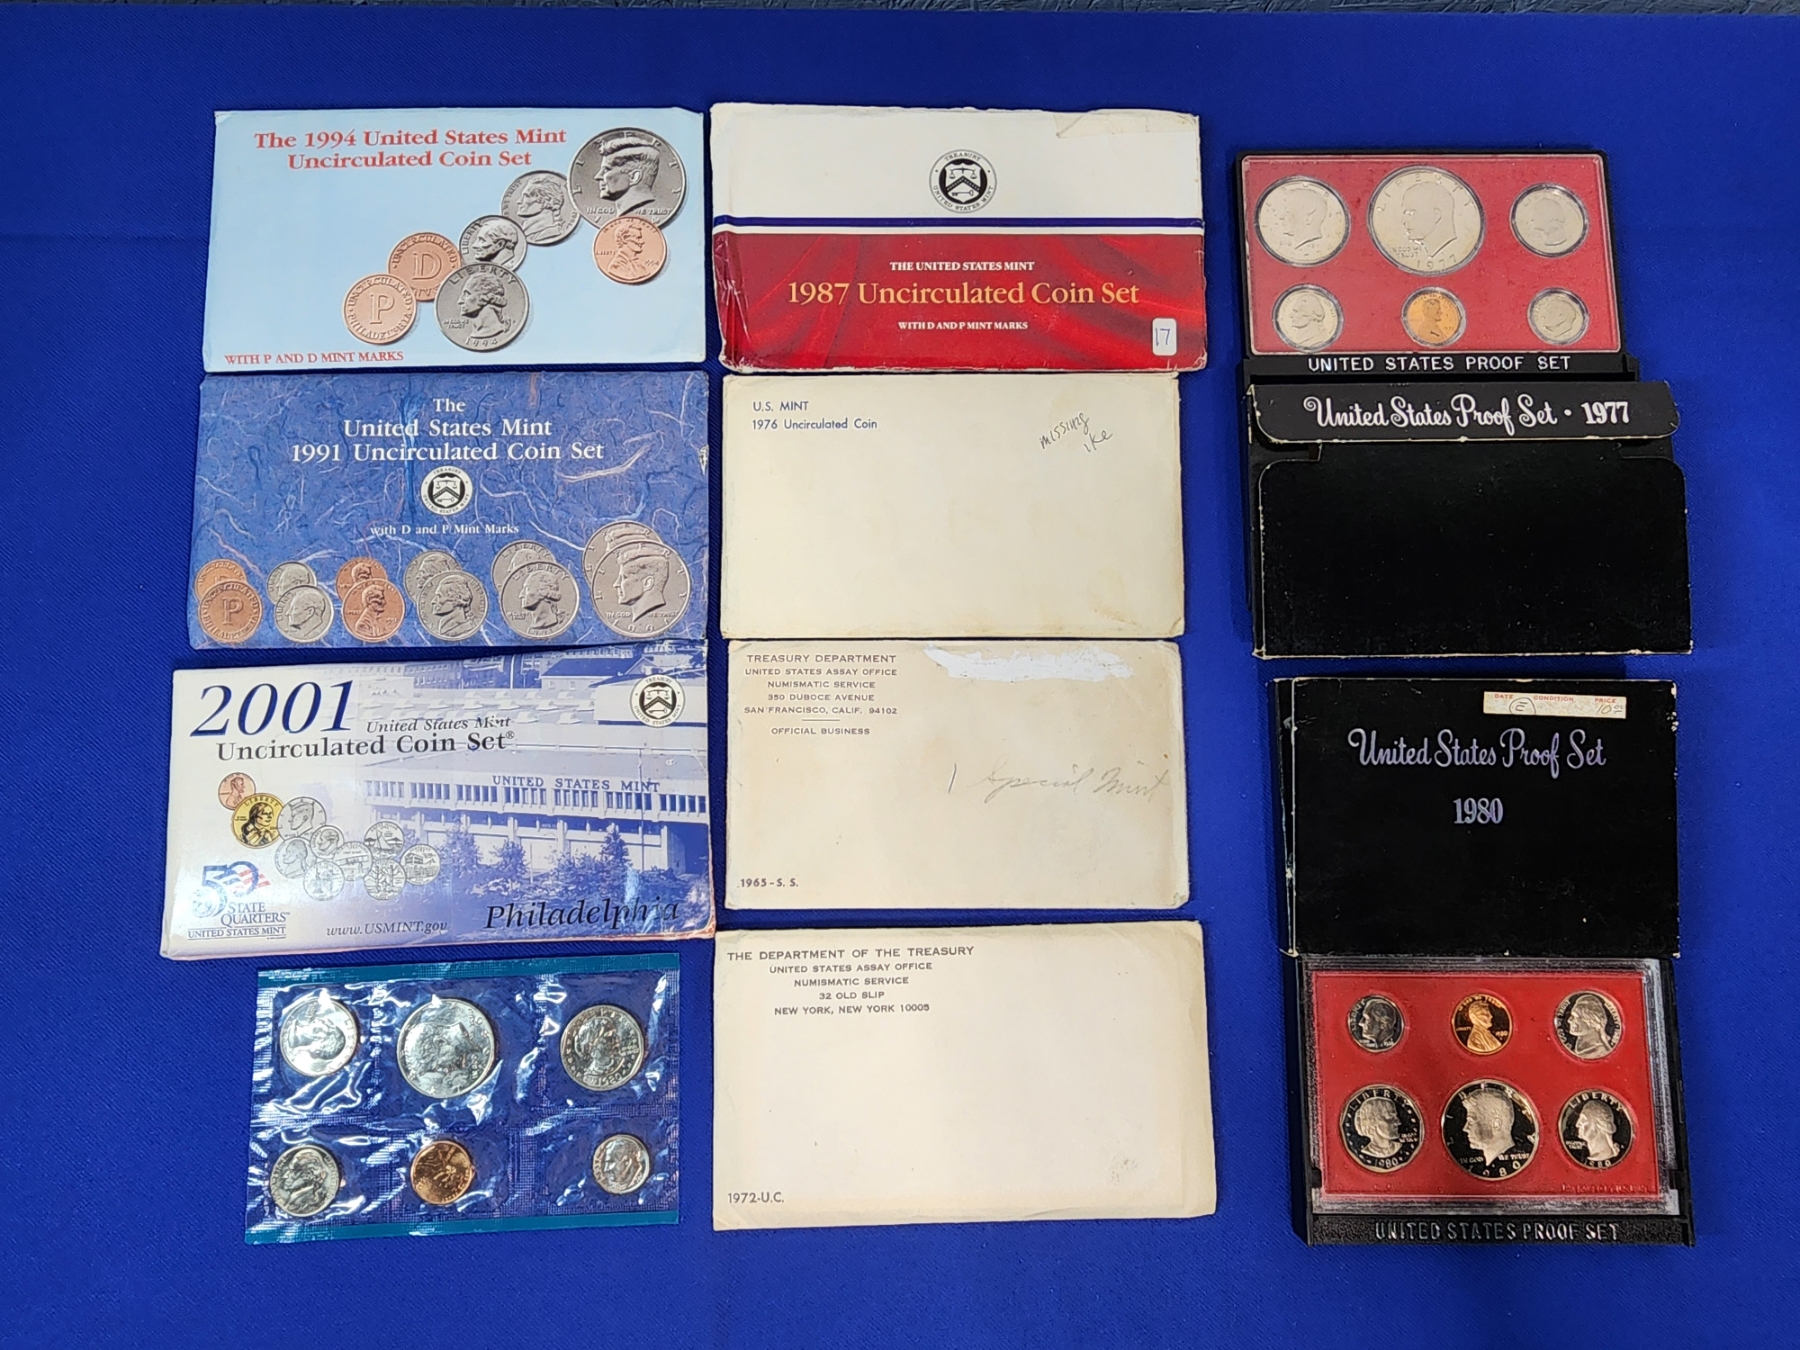 The 1994 United States Mint
Uncirculated Coin Set
WITH P AND D MINT MARKS
The
United States Mint
1991 Uncirculated Coin Set
with D and P Mint Marks
2001 United States Mint
Uncirculated Coin Set®
UNITED STATES MINT
50
STATE
QUARTERS
UNITED STATES MINT
www.USMINT.gov
Philadelphia
THE UNITED STATES MINT
1987 Uncirculated Coin Set
WITH D AND P MINT MARKS
17
U.S. MINT
1976 Uncirculated Coin
missing
ike
TREASURY DEPARTMENT
UNITED STATES ASSAY OFFICE
NUMISMATIC SERVICE
350 DUBOCE AVENUE
SAN FRANCISCO, CALIF. 94102
OFFICIAL BUSINESS
1 Special Mint
1965-S. S.
THE DEPARTMENT OF THE TREASURY
UNITED STATES ASSAY OFFICE
NUMISMATIC SERVICE
32 OLD SLIP
NEW YORK, NEW YORK 10005
1972-U.C.
UNITED STATES PROOF SET
United States Proof Set • 1977
DATE CONDITION PRICE
United States Proof Set
1980
UNITED STATES PROOF SET